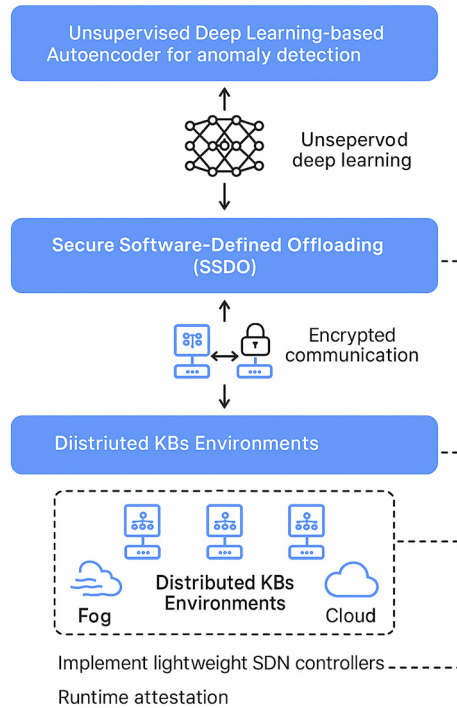 Unsupervised Deep Learning-based
Autoencoder for anomaly detection
Unsepervod
deep learning
Secure Software-Defined Offloading
(SSDO)
Encrypted
communication
Diistriuted KBs Environments
Distributed KBs
Environments
Fog
Cloud
Implement lightweight SDN controllers
Runtime attestation